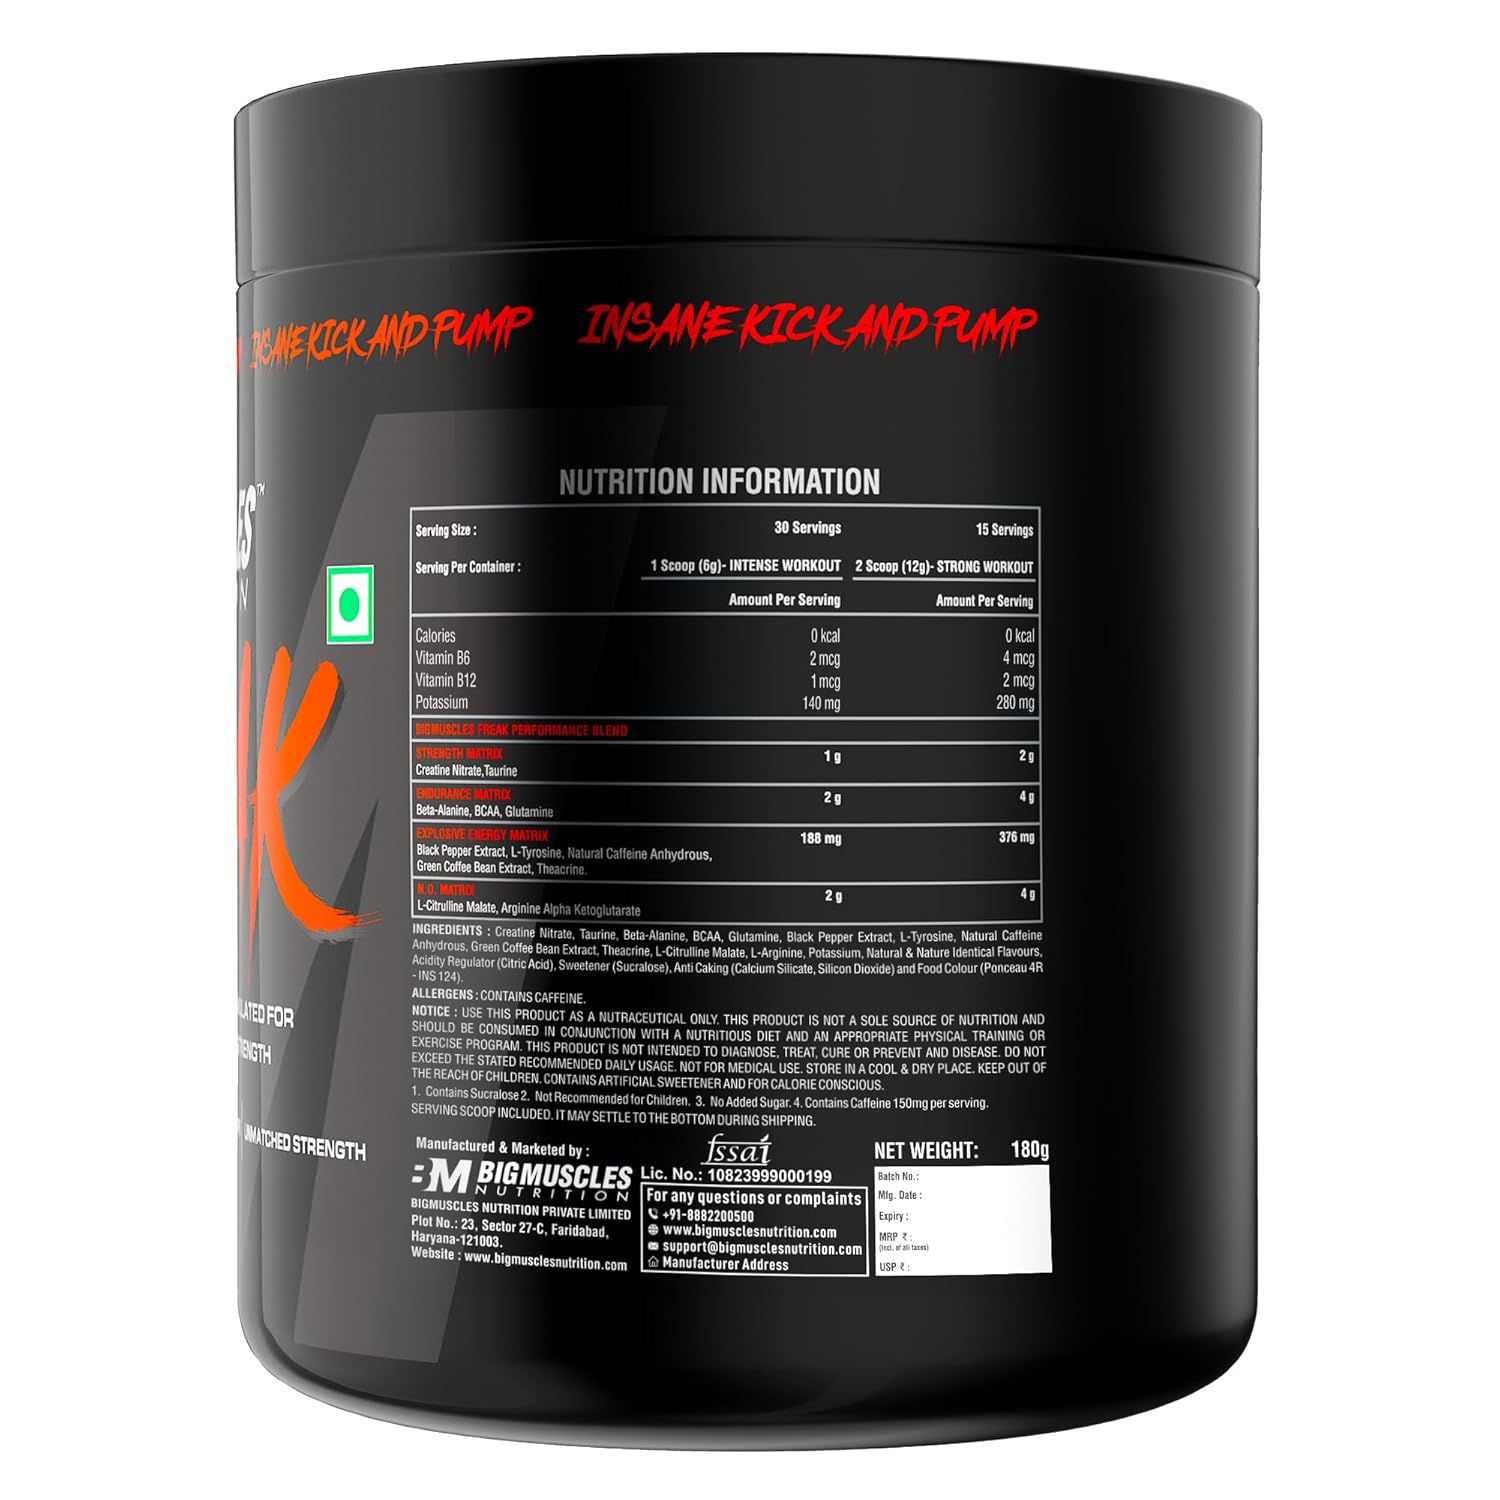 INSANE KICK AND PUMP INSANE KICK AND PUMP
LES™
ON
NUTRITION INFORMATION
Serving Size : 30 Servings 15 Servings
Serving Per Container : 1 Scoop (6g)- INTENSE WORKOUT 2 Scoop (12g)- STRONG WORKOUT
Amount Per Serving Amount Per Serving
Calories 0 kcal 0 kcal
Vitamin B6 2 mcg 4 mcg
Vitamin B12 1 mcg 2 mcg
Potassium 140 mg 280 mg
BIGMUSCLES FREAK PERFORMANCE BLEND
STRENGTH MATRIX 1 g 2 g
Creatine Nitrate,Taurine
ENDURANCE MATRIX 2 g 4 g
Beta-Alanine, BCAA, Glutamine
EXPLOSIVE ENERGY MATRIX 188 mg 376 mg
Black Pepper Extract, L-Tyrosine, Natural Caffeine Anhydrous,
Green Coffee Bean Extract, Theacrine.
N.O. MATRIX 2 g 4 g
L-Citrulline Malate, Arginine Alpha Ketoglutarate
INGREDIENTS : Creatine Nitrate, Taurine, Beta-Alanine, BCAA, Glutamine, Black Pepper Extract, L-Tyrosine, Natural Caffeine
Anhydrous, Green Coffee Bean Extract, Theacrine, L-Citrulline Malate, L-Arginine, Potassium, Natural & Nature Identical Flavours,
Acidity Regulator (Citric Acid), Sweetener (Sucralose), Anti Caking (Calcium Silicate, Silicon Dioxide) and Food Colour (Ponceau 4R
- INS 124).
ALLERGENS : CONTAINS CAFFEINE.
NOTICE : USE THIS PRODUCT AS A NUTRACEUTICAL ONLY. THIS PRODUCT IS NOT A SOLE SOURCE OF NUTRITION AND
SHOULD BE CONSUMED IN CONJUNCTION WITH A NUTRITIOUS DIET AND AN APPROPRIATE PHYSICAL TRAINING OR
EXERCISE PROGRAM. THIS PRODUCT IS NOT INTENDED TO DIAGNOSE, TREAT, CURE OR PREVENT AND DISEASE. DO NOT
EXCEED THE STATED RECOMMENDED DAILY USAGE. NOT FOR MEDICAL USE. STORE IN A COOL & DRY PLACE. KEEP OUT OF
THE REACH OF CHILDREN. CONTAINS ARTIFICIAL SWEETENER AND FOR CALORIE CONSCIOUS.
1. Contains Sucralose 2. Not Recommended for Children. 3. No Added Sugar. 4. Contains Caffeine 150mg per serving.
SERVING SCOOP INCLUDED. IT MAY SETTLE TO THE BOTTOM DURING SHIPPING.
ULATED FOR
TRENGTH
| UNMATCHED STRENGTH
Manufactured & Marketed by :
BM BIGMUSCLES
NUTRITION
BIGMUSCLES NUTRITION PRIVATE LIMITED
Plot No.: 23, Sector 27-C, Faridabad,
Haryana-121003.
Website : www.bigmusclesnutrition.com
fssai
Lic. No.: 10823999000199
For any questions or complaints
+91-8882200500
www.bigmusclesnutrition.com
support@bigmusclesnutrition.com
Manufacturer Address
NET WEIGHT: 180g
Batch No.:
Mfg. Date :
Expiry :
MRP ₹ :
(Incl. of all taxes)
USP ₹ :